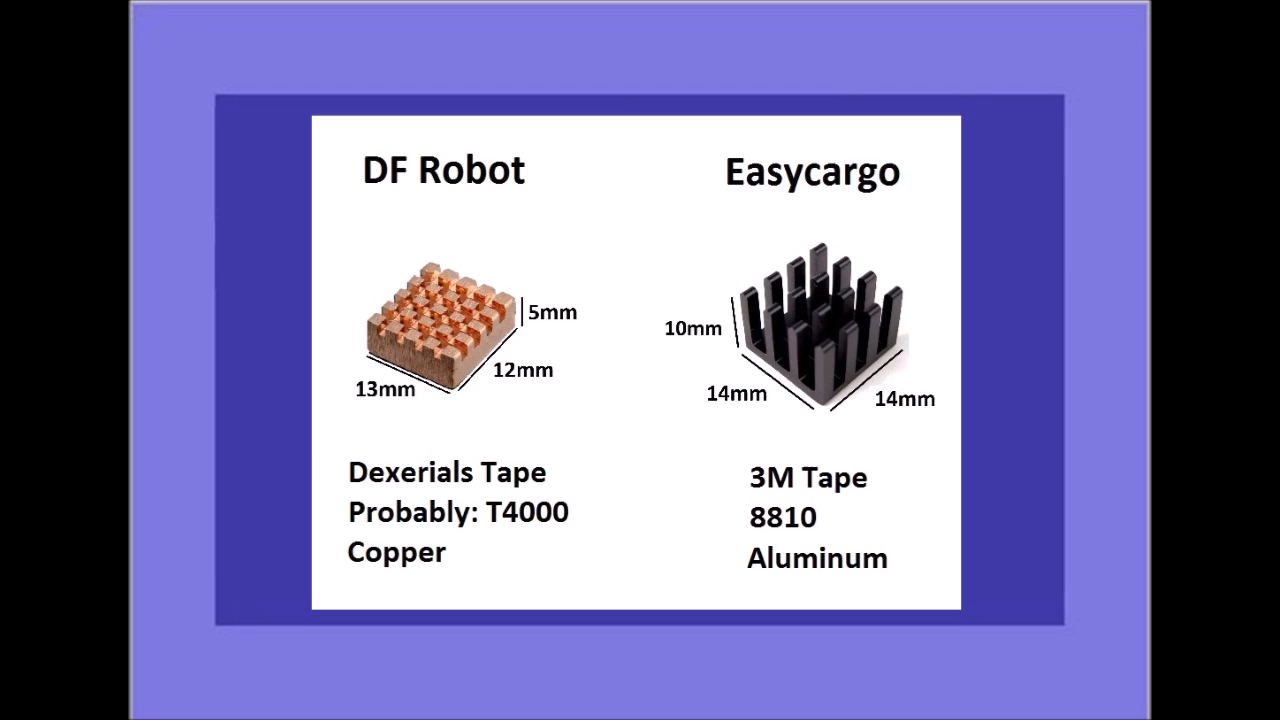 DF Robot
Easycargo
5mm
12mm
13mm
10mm
14mm
14mm
Dexerials Tape
Probably: T4000
Copper
3M Tape
8810
Aluminum